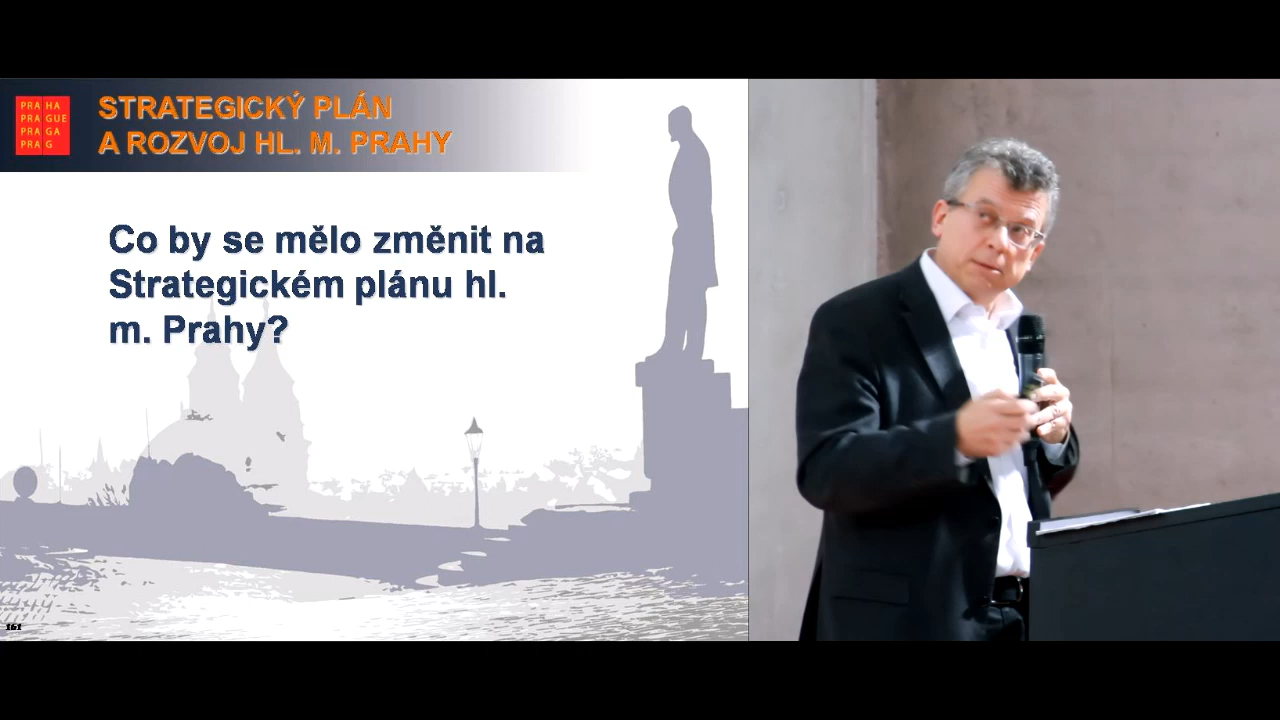 PRA HA
PRA GUE
PRA GA
PRA G
STRATEGICKÝ PLÁN
A ROZVOJ HL. M. PRAHY
Co by se mělo změnit na
Strategickém plánu hl.
m. Prahy?
161